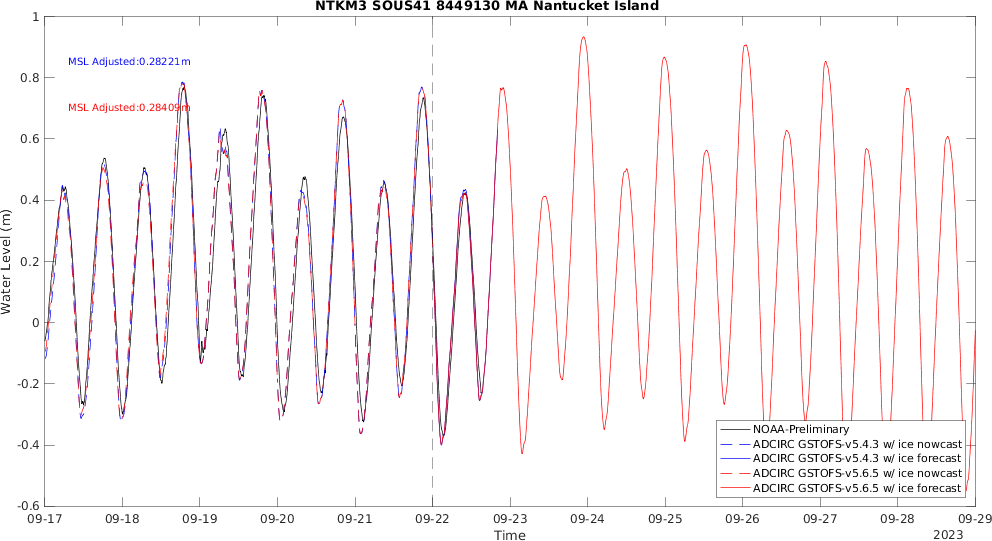 NTKM3 SOUS41 8449130 MA Nantucket Island
1
0.8
0.6
0.4
0.2
0
-0.2
-0.4
-0.6
Water Level (m)
MSL Adjusted:0.28221m
MSL Adjusted:0.28409m
NOAA-Preliminary
ADCIRC GSTOFS-v5.4.3 w/ ice nowcast
ADCIRC GSTOFS-v5.4.3 w/ ice forecast
ADCIRC GSTOFS-v5.6.5 w/ ice nowcast
ADCIRC GSTOFS-v5.6.5 w/ ice forecast
09-17 09-18 09-19 09-20 09-21 09-22 09-23 09-24 09-25 09-26 09-27 09-28 09-29
Time
2023